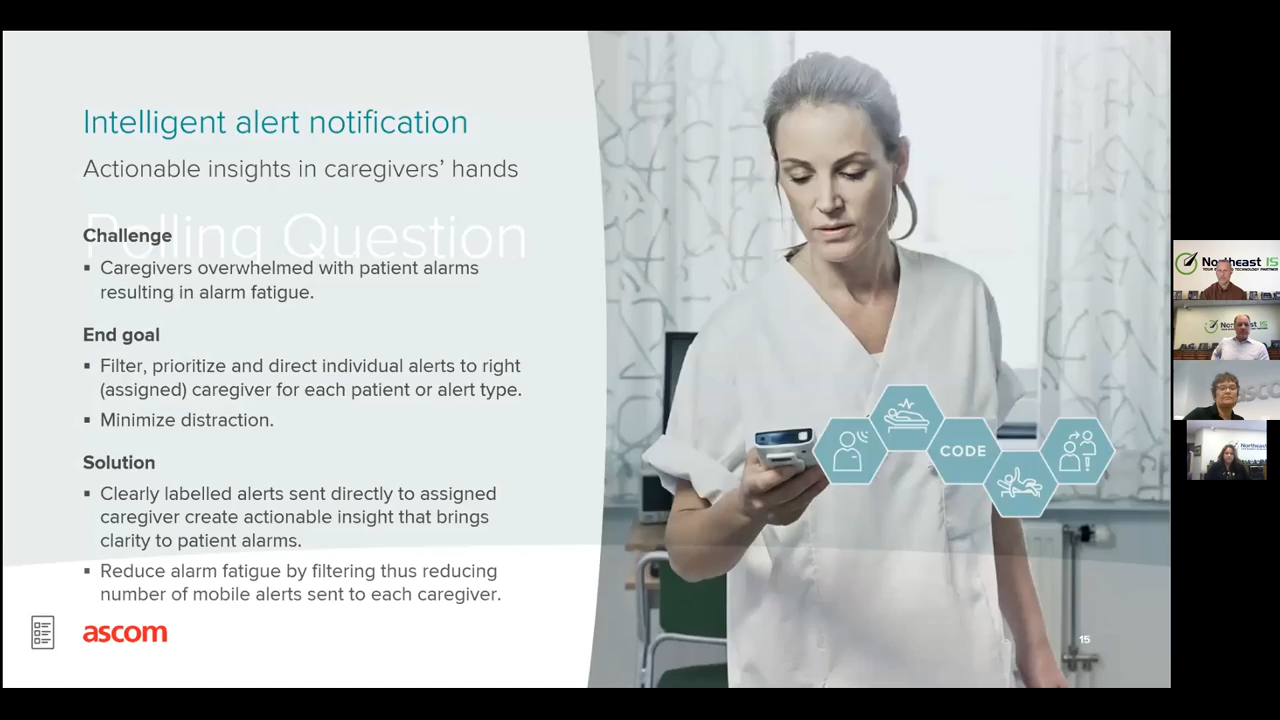 Intelligent alert notification
Actionable insights in caregivers’ hands
Polling Question
Challenge
▪ Caregivers overwhelmed with patient alarms
resulting in alarm fatigue.
End goal
▪ Filter, prioritize and direct individual alerts to right
(assigned) caregiver for each patient or alert type.
▪ Minimize distraction.
Solution
▪ Clearly labelled alerts sent directly to assigned
caregiver create actionable insight that brings
clarity to patient alarms.
▪ Reduce alarm fatigue by filtering thus reducing
number of mobile alerts sent to each caregiver.
ascom
CODE
15
Northeast IS